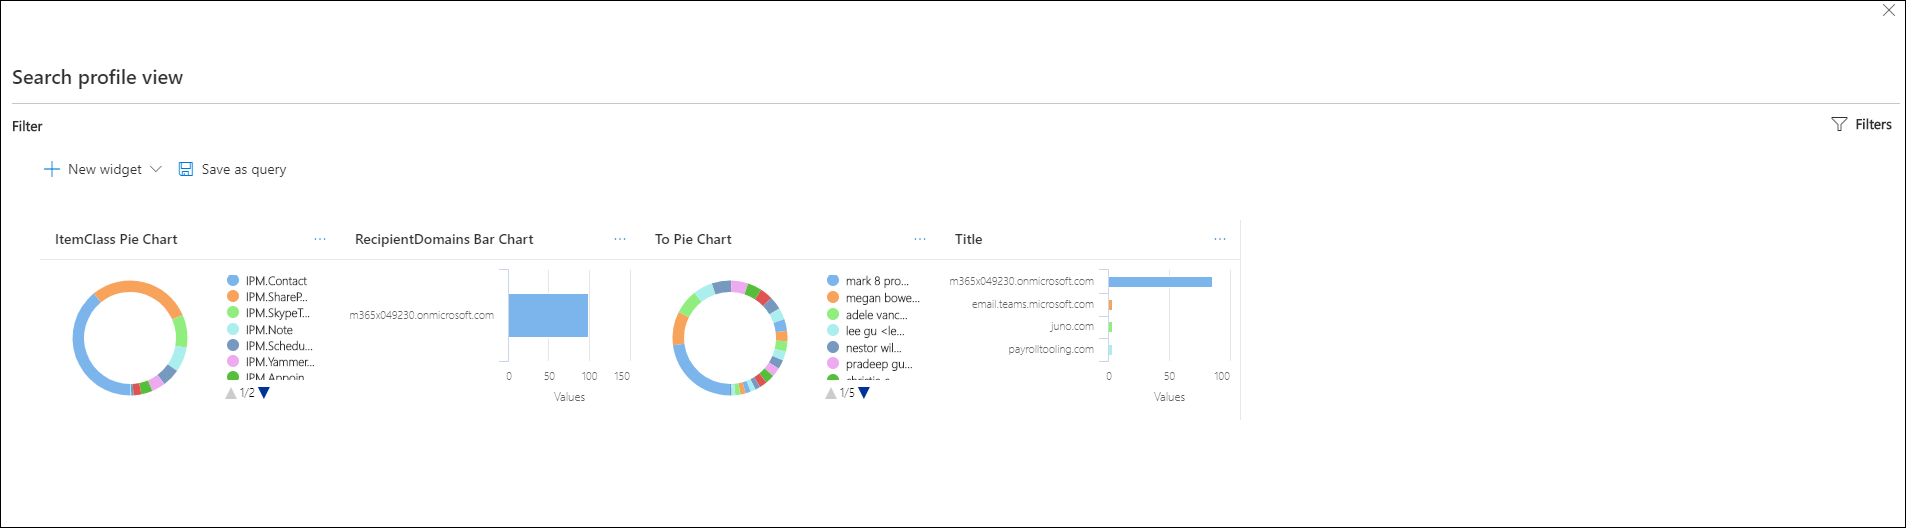 Search profile view
Filter
Filters
New widget
Save as query
ItemClass Pie Chart
IPM.Contact
IPM.ShareP...
IPM.SkypeT...
IPM.Note
IPM.Schedu...
IPM.Yammer...
IPM.Appoin
1/2
RecipientDomains Bar Chart
m365x049230.onmicrosoft.com
0 50 100 150
Values
To Pie Chart
mark 8 pro...
megan bowe...
adele vanc...
lee gu <le...
nestor wil...
pradeep gu...
1/5
Title
m365x049230.onmicrosoft.com
email.teams.microsoft.com
juno.com
payrolltooling.com
0 50 100
Values